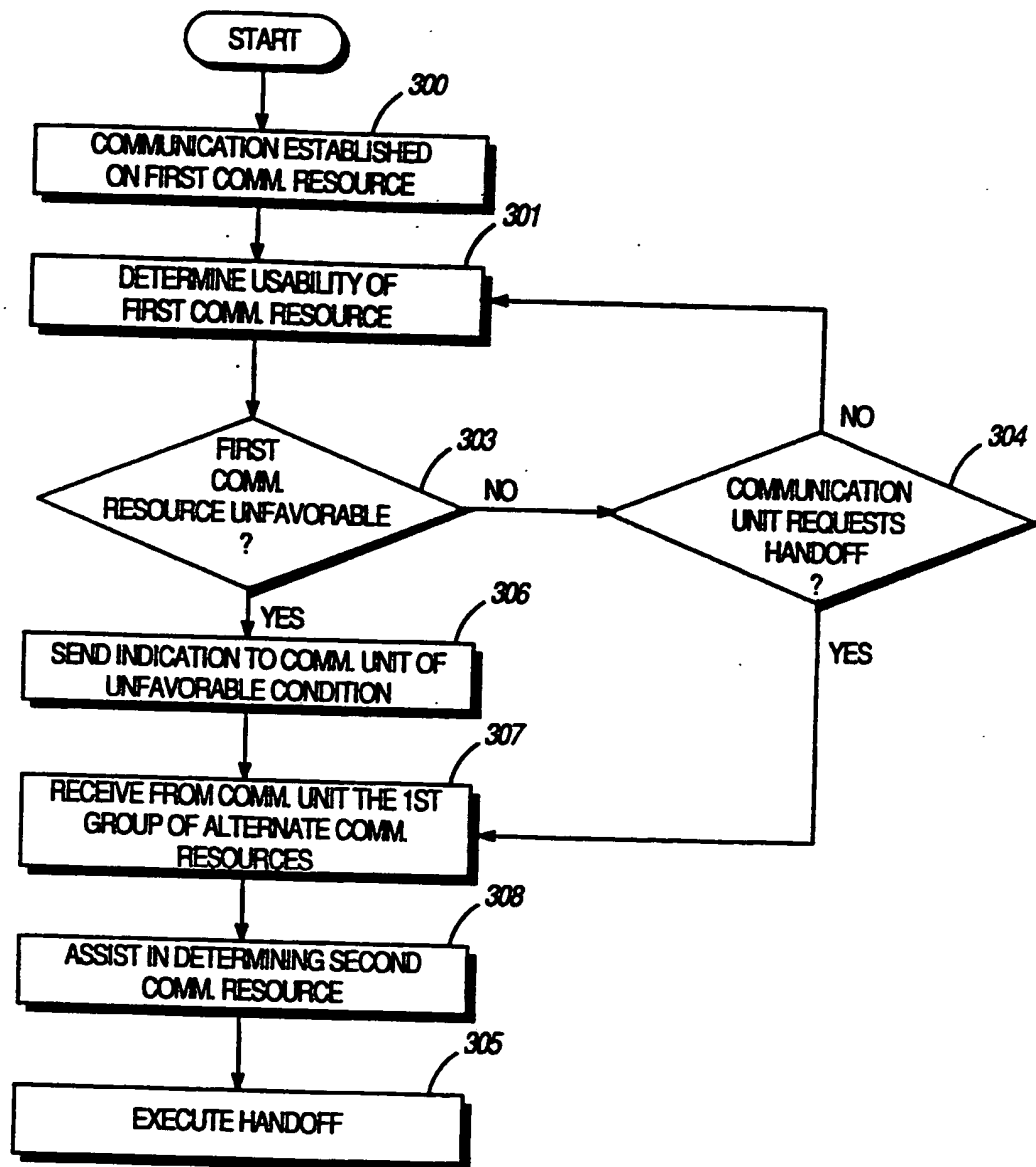 START
300
COMMUNICATION ESTABLISHED
ON FIRST COMM. RESOURCE
301
DETERMINE USABILITY OF
FIRST COMM. RESOURCE
FIRST
COMM.
RESOURCE UNFAVORABLE
?
303
NO
NO
304
COMMUNICATION
UNIT REQUESTS
HANDOFF
?
YES
YES
306
SEND INDICATION TO COMM. UNIT OF
UNFAVORABLE CONDITION
307
RECEIVE FROM COMM. UNIT THE 1ST
GROUP OF ALTERNATE COMM.
RESOURCES
308
ASSIST IN DETERMINING SECOND
COMM. RESOURCE
305
EXECUTE HANDOFF